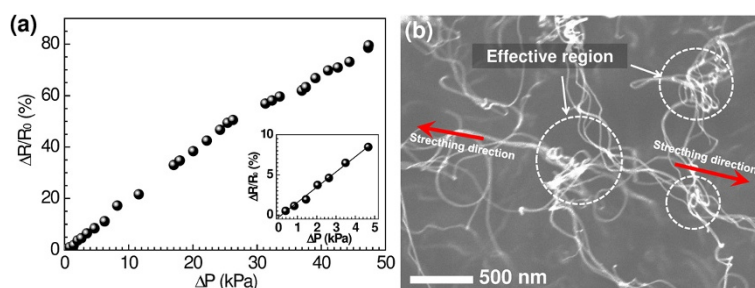 (a)
80
60
40
20
0
ΔR/R₀ (%)
0 10 20 30 40 50
ΔP (kPa)
10
5
0
ΔR/R₀ (%)
0 1 2 3 4 5
ΔP (kPa)
(b)
Effective region
Strecthing direction
Strecthing direction
500 nm